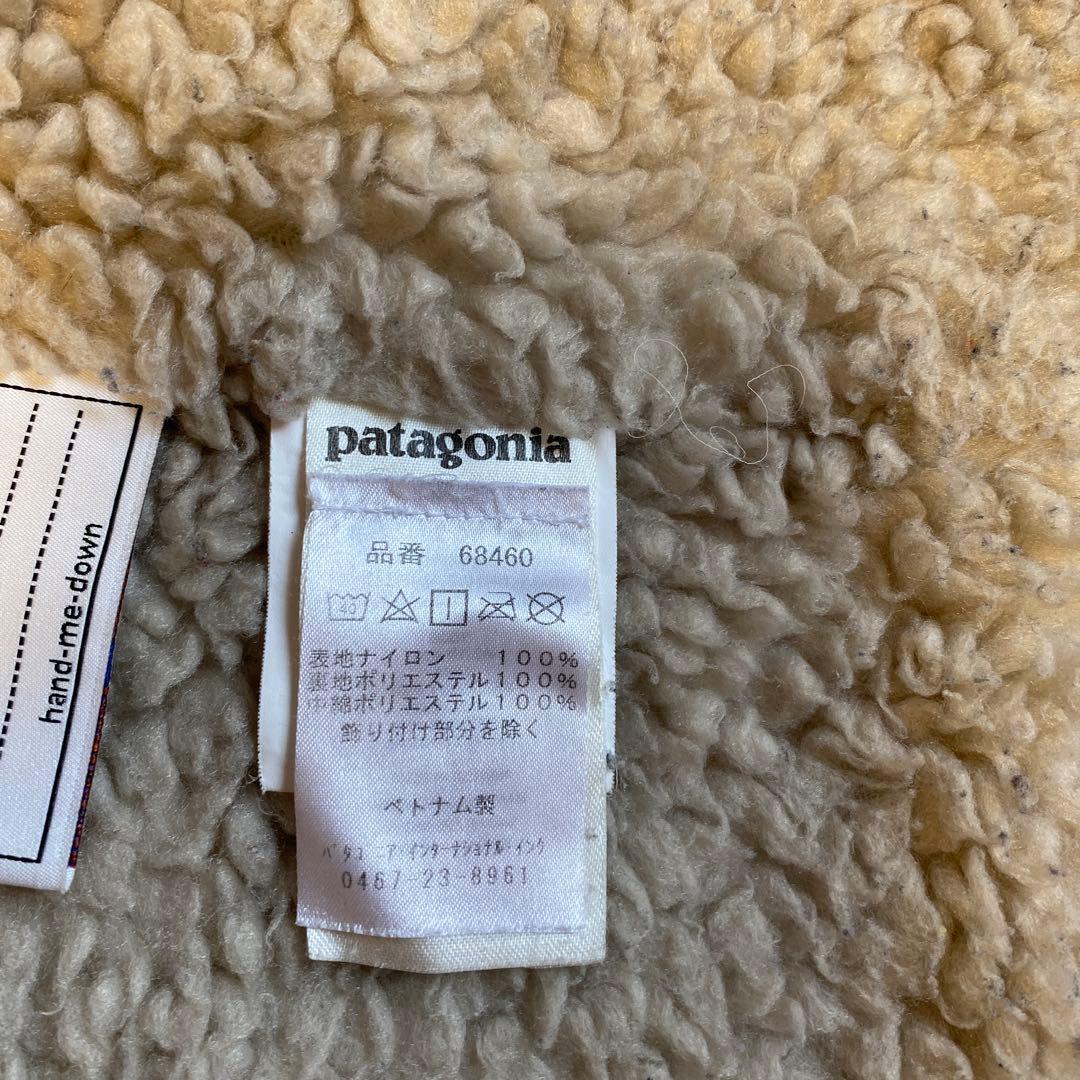 patagonia
品番 68460
40
表地ナイロン 100%
裏地ポリエステル100%
中綿ポリエステル100%
飾り付け部分を除く
ベトナム製
パタゴニア・インターナショナル・インク
0467-23-8961
hand-me-down